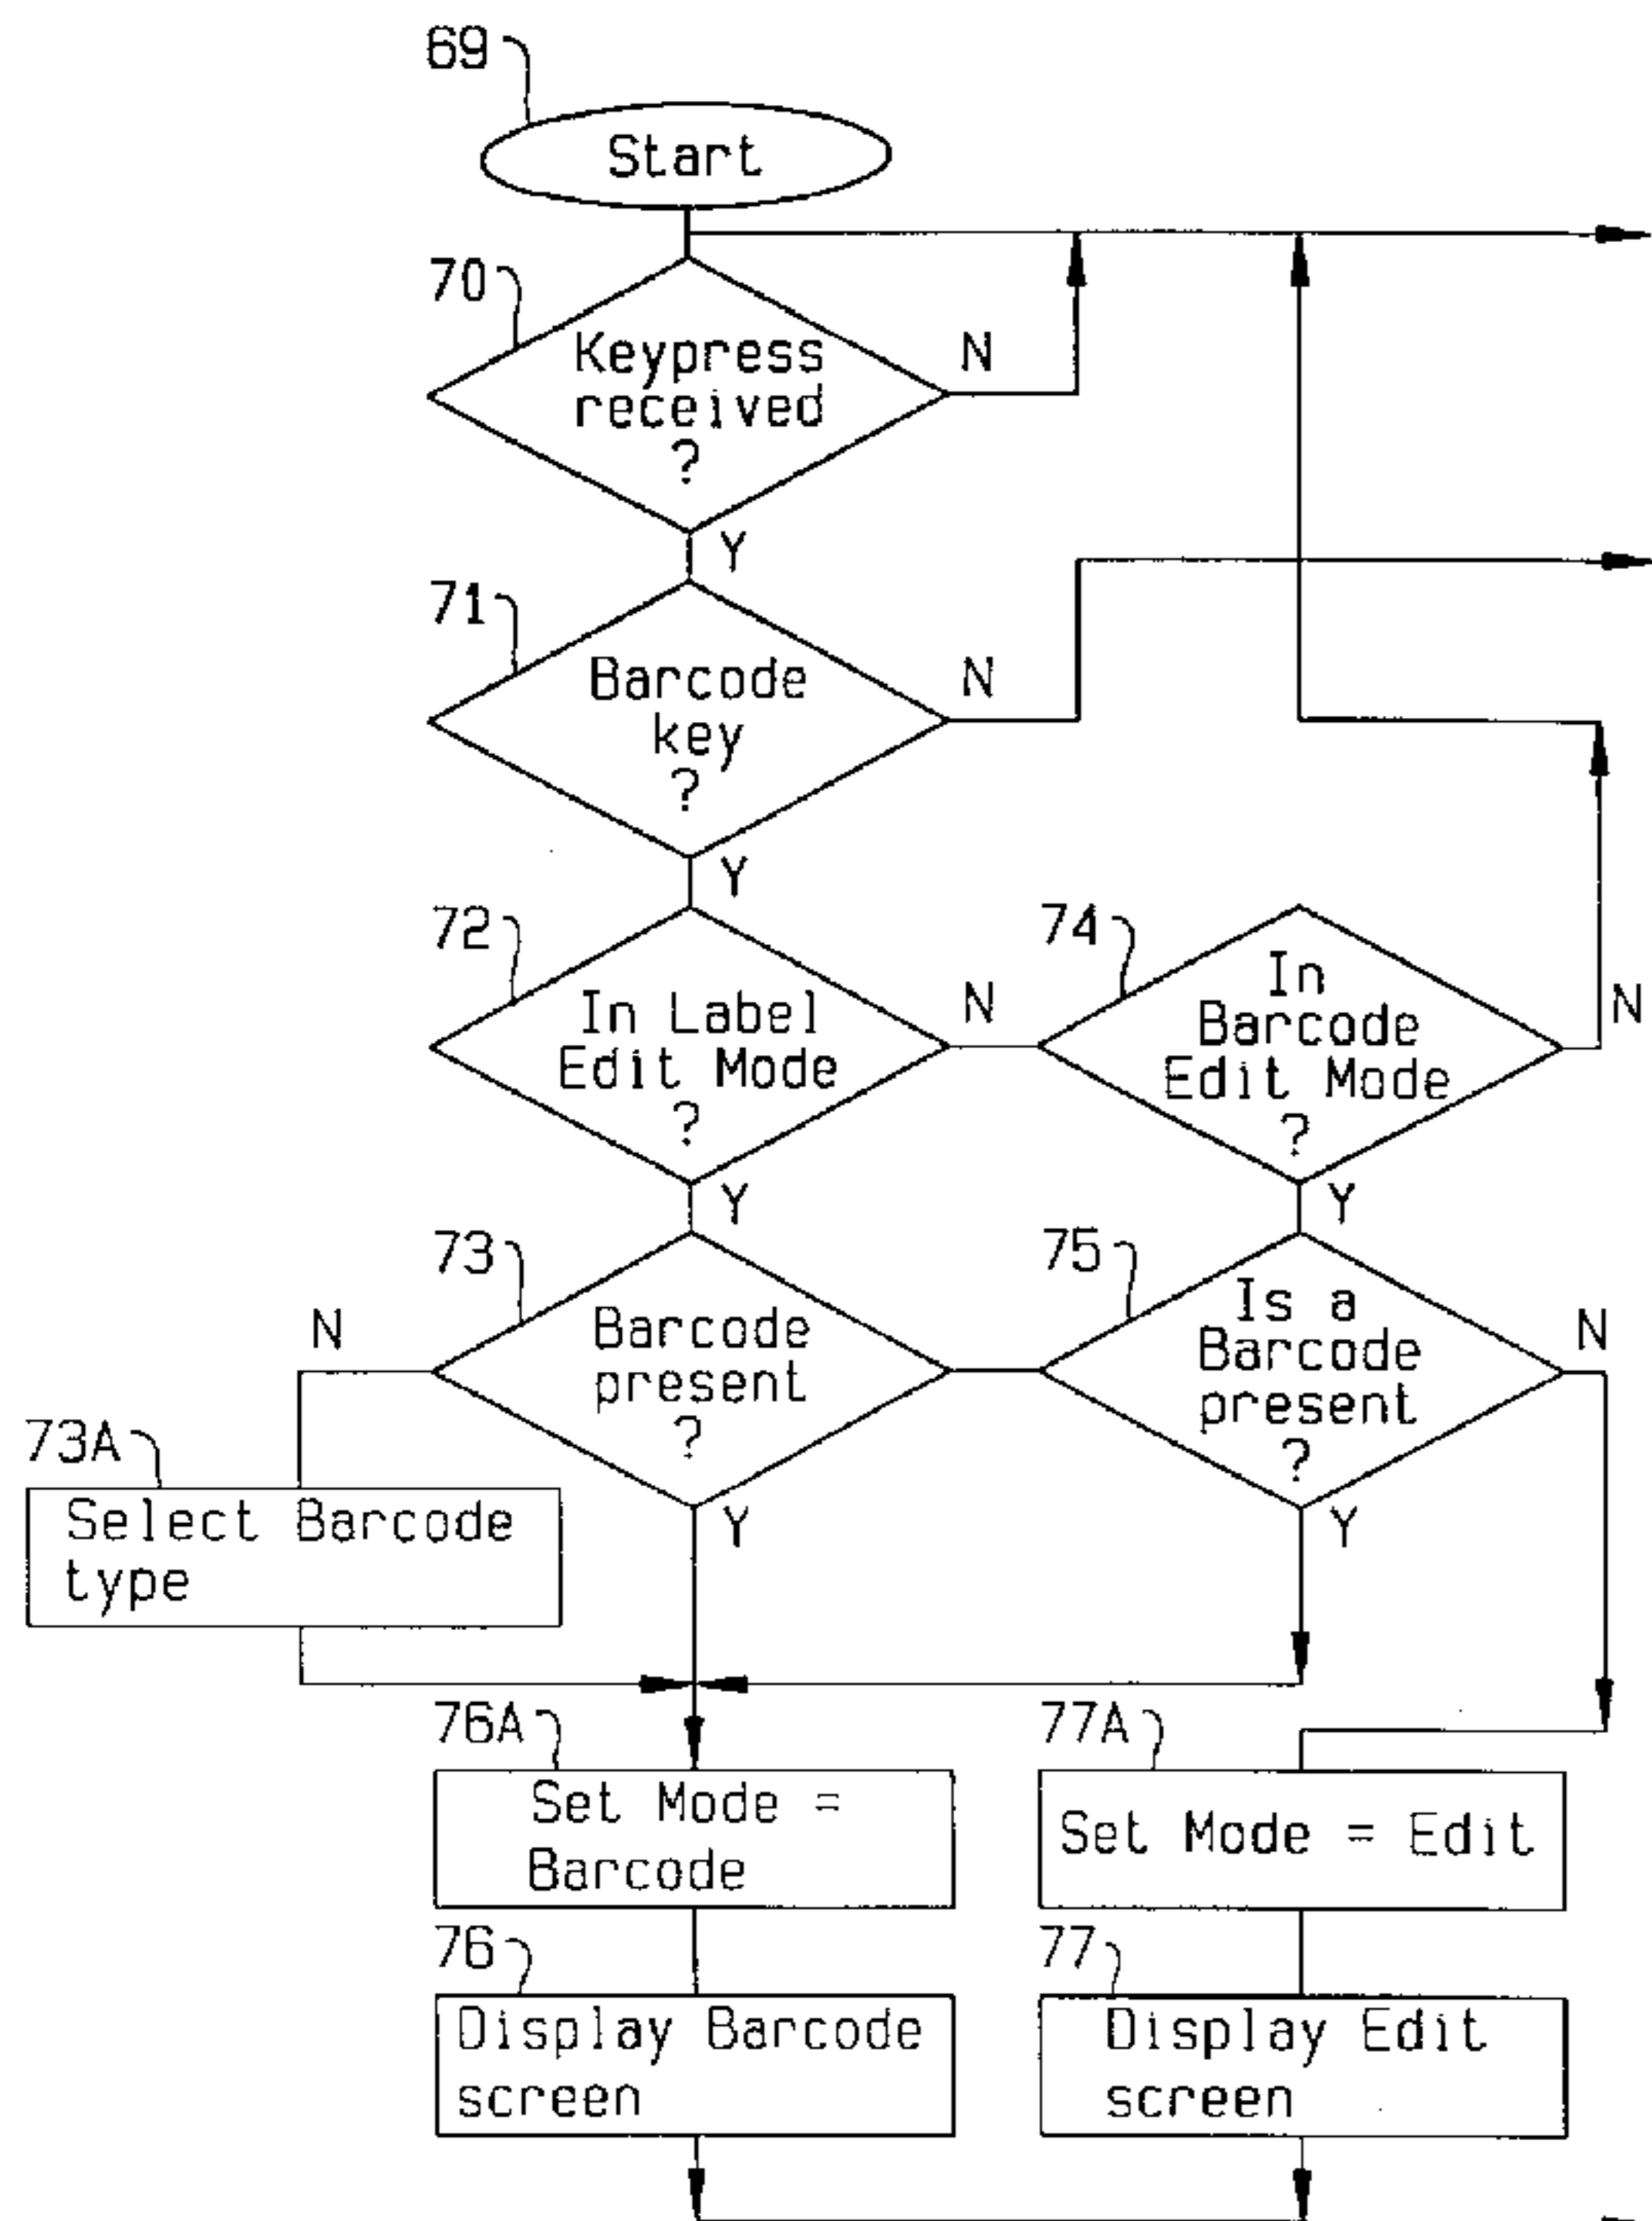 69
Start
70
Keypress
received
?
N
Y
71
Barcode
key
?
N
Y
72
In Label
Edit Mode
?
N
Y
74
In
Barcode
Edit Mode
?
N
Y
73
Barcode
present
?
N
Y
75
Is a
Barcode
present
?
N
Y
73A
Select Barcode
type
76A
Set Mode =
Barcode
77A
Set Mode = Edit
76
Display Barcode
screen
77
Display Edit
screen